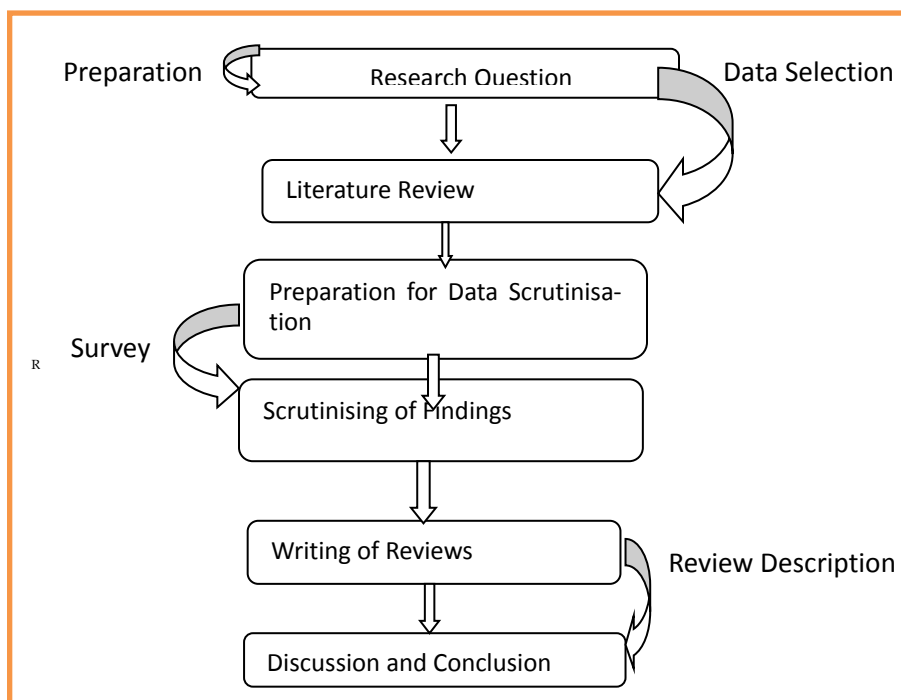 Preparation
Research Question
Data Selection
Literature Review
Preparation for Data Scrutinisa-
tion
Survey
R
Scrutinising of Findings
Writing of Reviews
Review Description
Discussion and Conclusion